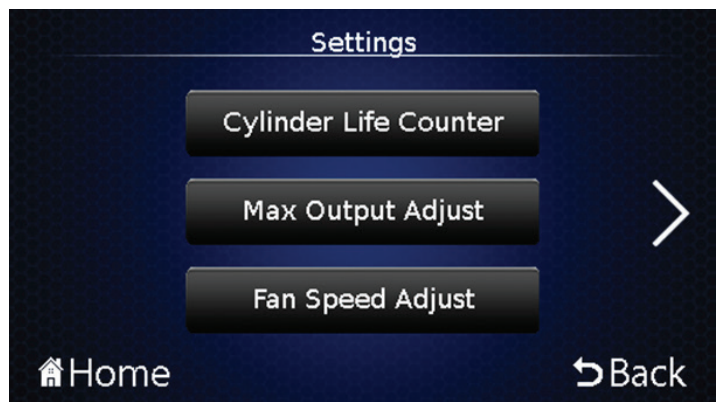 Settings
Cylinder Life Counter
Max Output Adjust
Fan Speed Adjust
Home
Back